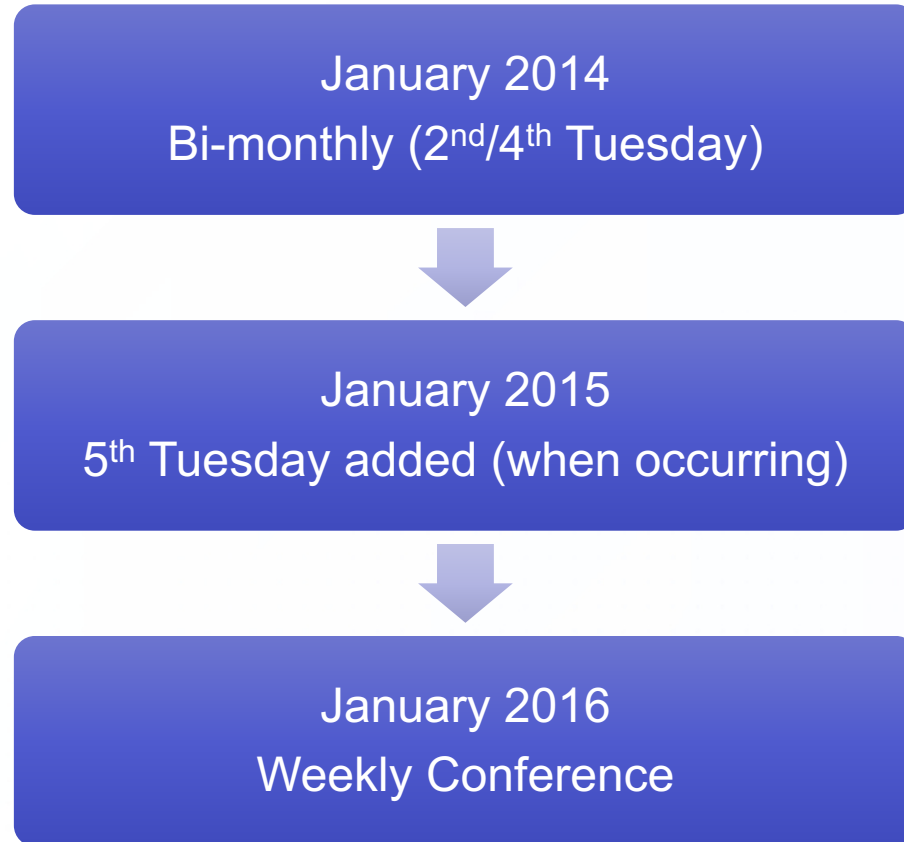 January 2014
Bi-monthly (2nd/4th Tuesday)
January 2015
5th Tuesday added (when occurring)
January 2016
Weekly Conference